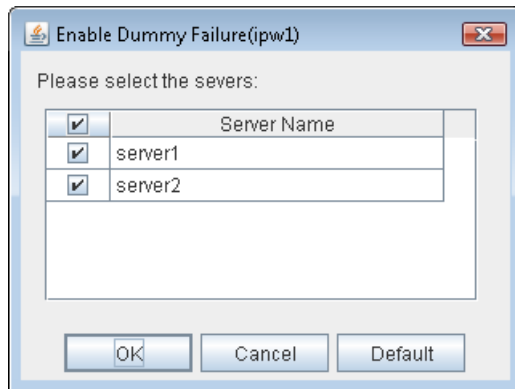 Enable Dummy Failure(ipw1)
Please select the severs:
Server Name
server1
server2
OK Cancel Default